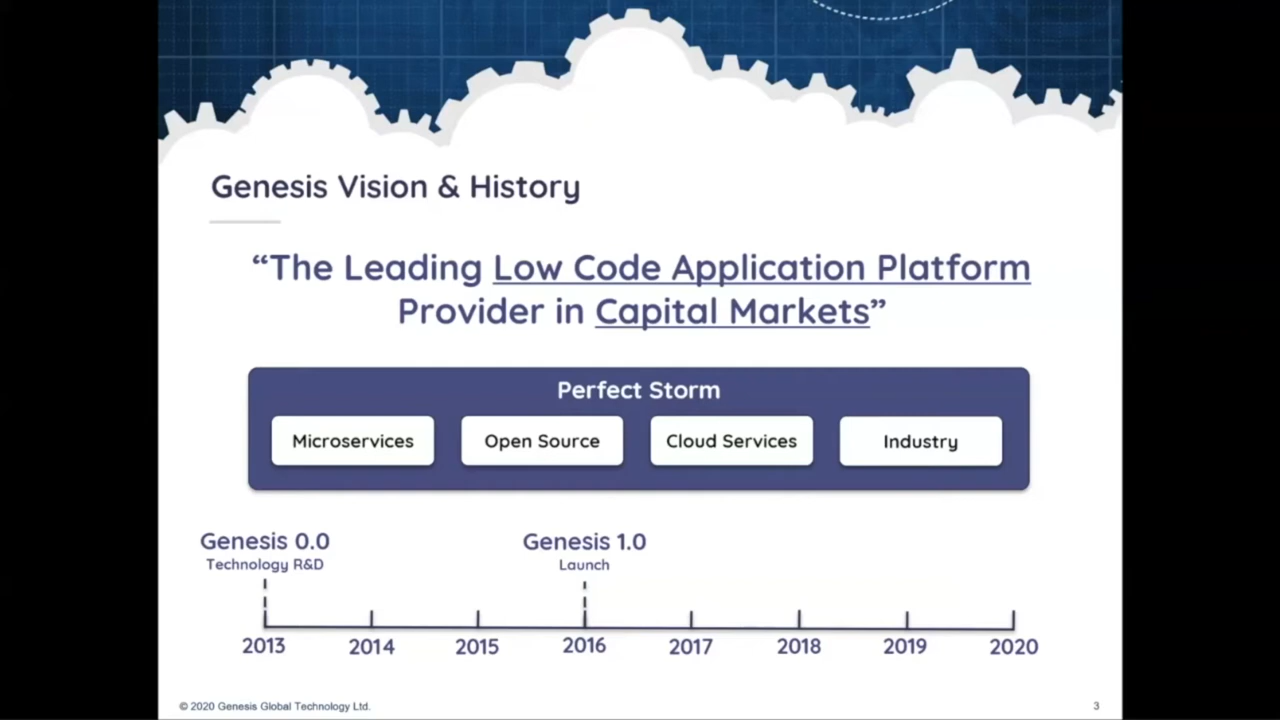 Genesis Vision & History
“The Leading Low Code Application Platform
Provider in Capital Markets”
Perfect Storm
Microservices
Open Source
Cloud Services
Industry
Genesis 0.0
Technology R&D
Genesis 1.0
Launch
2013
2014
2015
2016
2017
2018
2019
2020
© 2020 Genesis Global Technology Ltd.
3